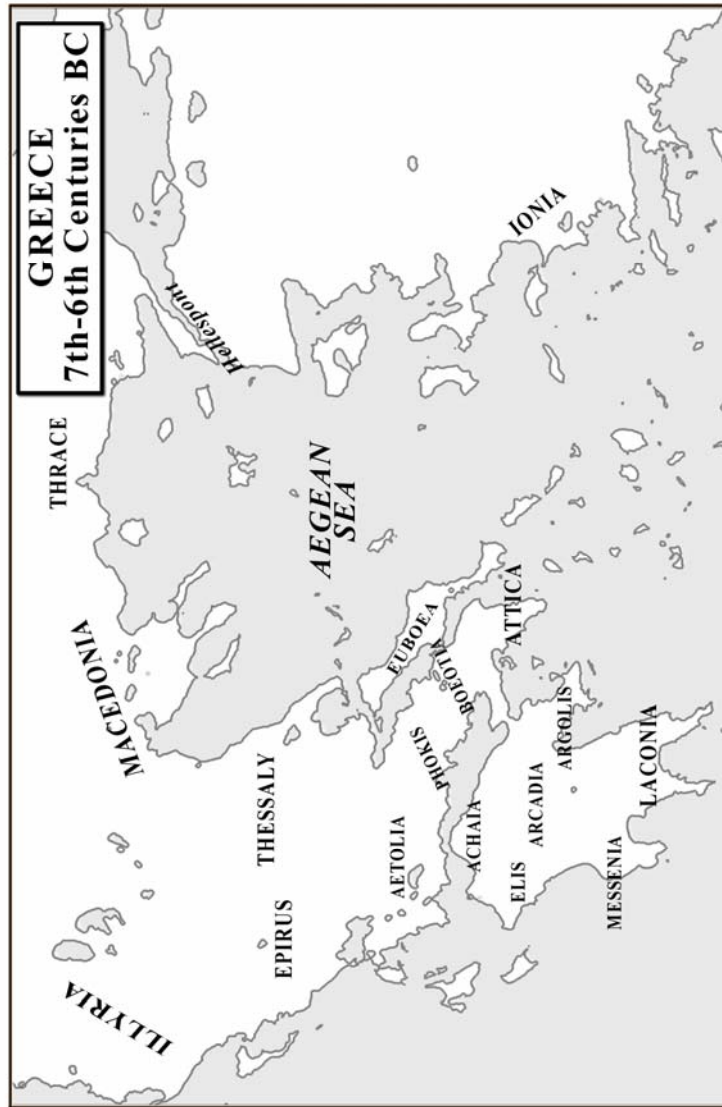 GREECE
7th-6th Centuries BC
ILLYRIA
MACEDONIA
THRACE
Hellespont
EPIRUS
THESSALY
AEGEAN
SEA
AETOLIA
PHOKIS
EUBOEA
BOEOTIA
ACHAIA
ATTICA
IONIA
ELIS
ARCADIA
ARGOLIS
MESSENIA
LACONIA